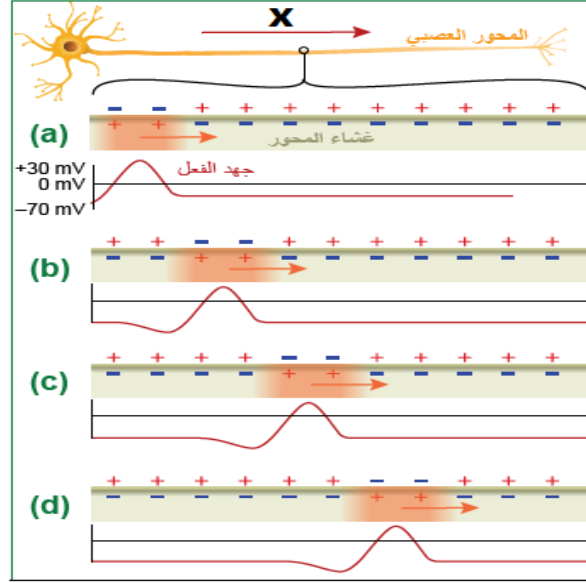 X
المحور العصبي
− − + + + + + + + + +
(a)
+ + − − − − − − − − −
غشاء المحور
+30 mV
0 mV
−70 mV
جهد الفعل
+ + − − + + + + + + +
(b)
− − + + − − − − − − −
+ + + + − − + + + + +
(c)
− − − − + + − − − − −
+ + + + + + − − + + +
(d)
− − − − − − + + − − −